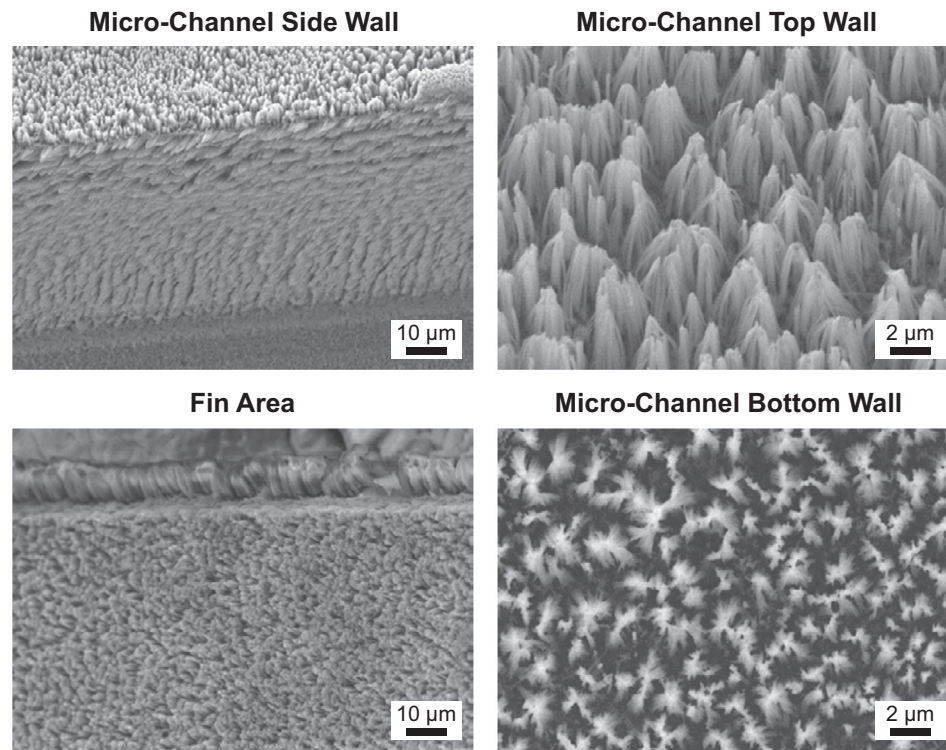 Micro-Channel Side Wall
Micro-Channel Top Wall
10 µm
2 µm
Fin Area
Micro-Channel Bottom Wall
10 µm
2 µm